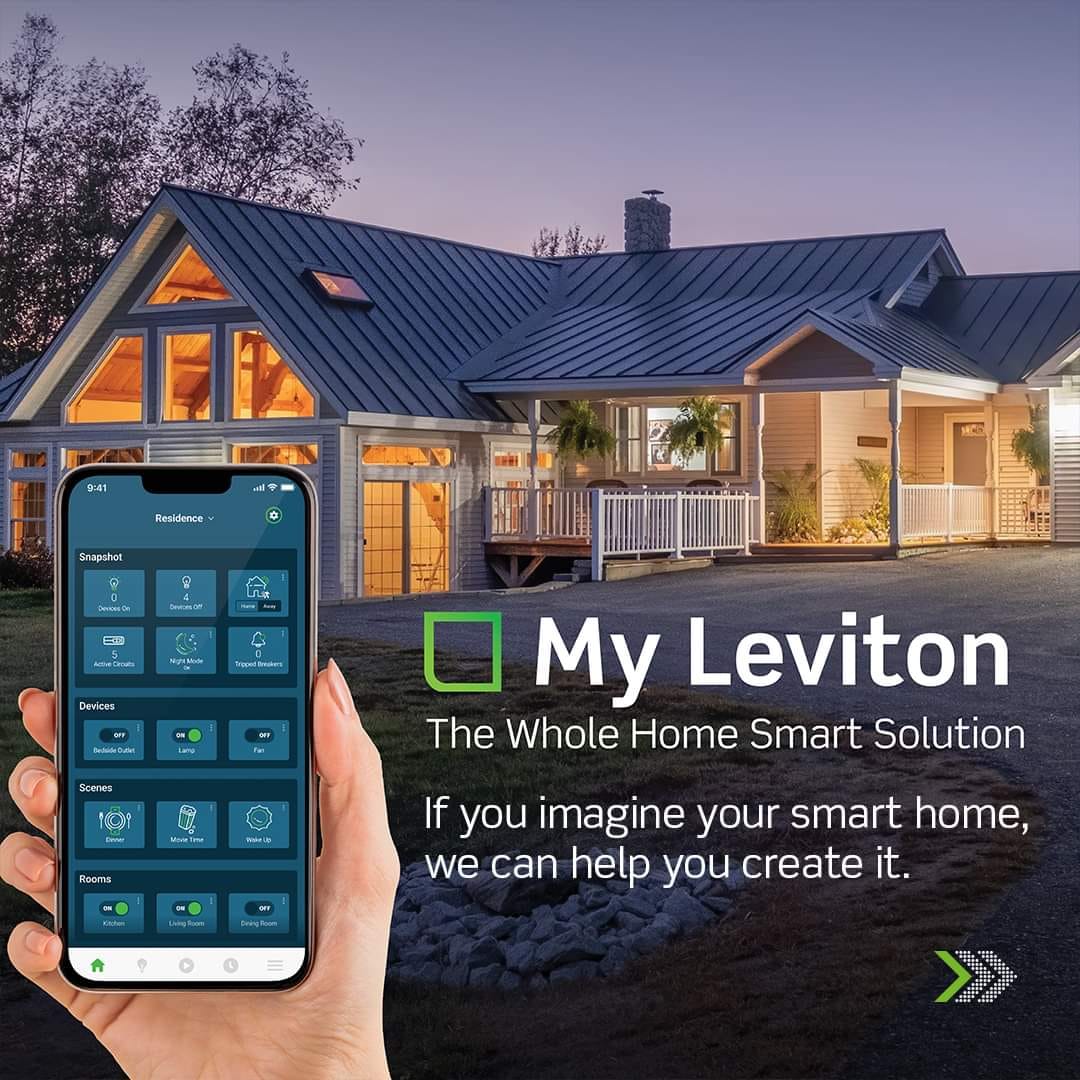 9:41
Residence
Snapshot
0
Devices On
4
Devices Off
Home Away
5
Active Circuits
Night Mode
On
0
Tripped Breakers
Devices
OFF
Bedside Outlet
ON
Lamp
OFF
Fan
Scenes
Dinner
Movie Time
Wake Up
Rooms
ON
Kitchen
ON
Living Room
OFF
Dining Room
My Leviton
The Whole Home Smart Solution
If you imagine your smart home,
we can help you create it.